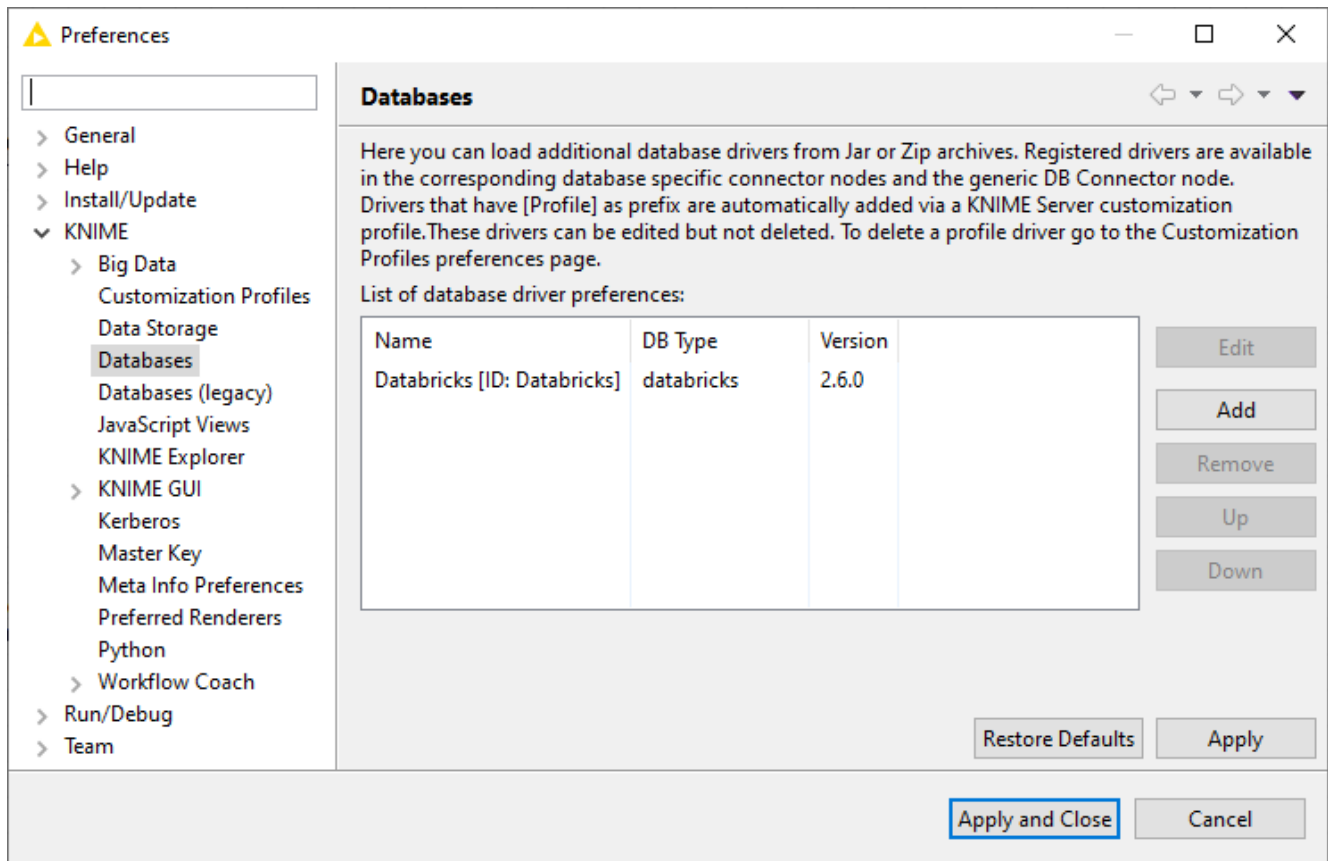 Preferences
Databases
General
Help
Install/Update
KNIME
Big Data
Customization Profiles
Data Storage
Databases
Databases (legacy)
JavaScript Views
KNIME Explorer
KNIME GUI
Kerberos
Master Key
Meta Info Preferences
Preferred Renderers
Python
Workflow Coach
Run/Debug
Team
Here you can load additional database drivers from Jar or Zip archives. Registered drivers are available
in the corresponding database specific connector nodes and the generic DB Connector node.
Drivers that have [Profile] as prefix are automatically added via a KNIME Server customization
profile.These drivers can be edited but not deleted. To delete a profile driver go to the Customization
Profiles preferences page.
List of database driver preferences:
Name DB Type Version
Databricks [ID: Databricks] databricks 2.6.0
Edit
Add
Remove
Up
Down
Restore Defaults Apply
Apply and Close Cancel